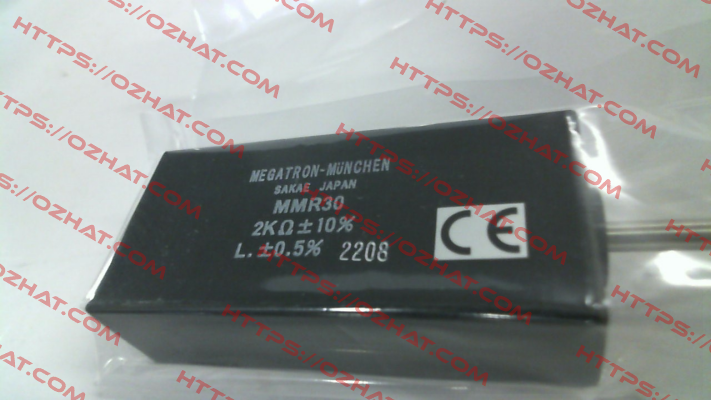 MEGATRON-MÜNCHEN
SAKAE JAPAN
MMR30
2KΩ±10%
L.±0.5% 2208
CE
HTTPS://OZHAT.COM